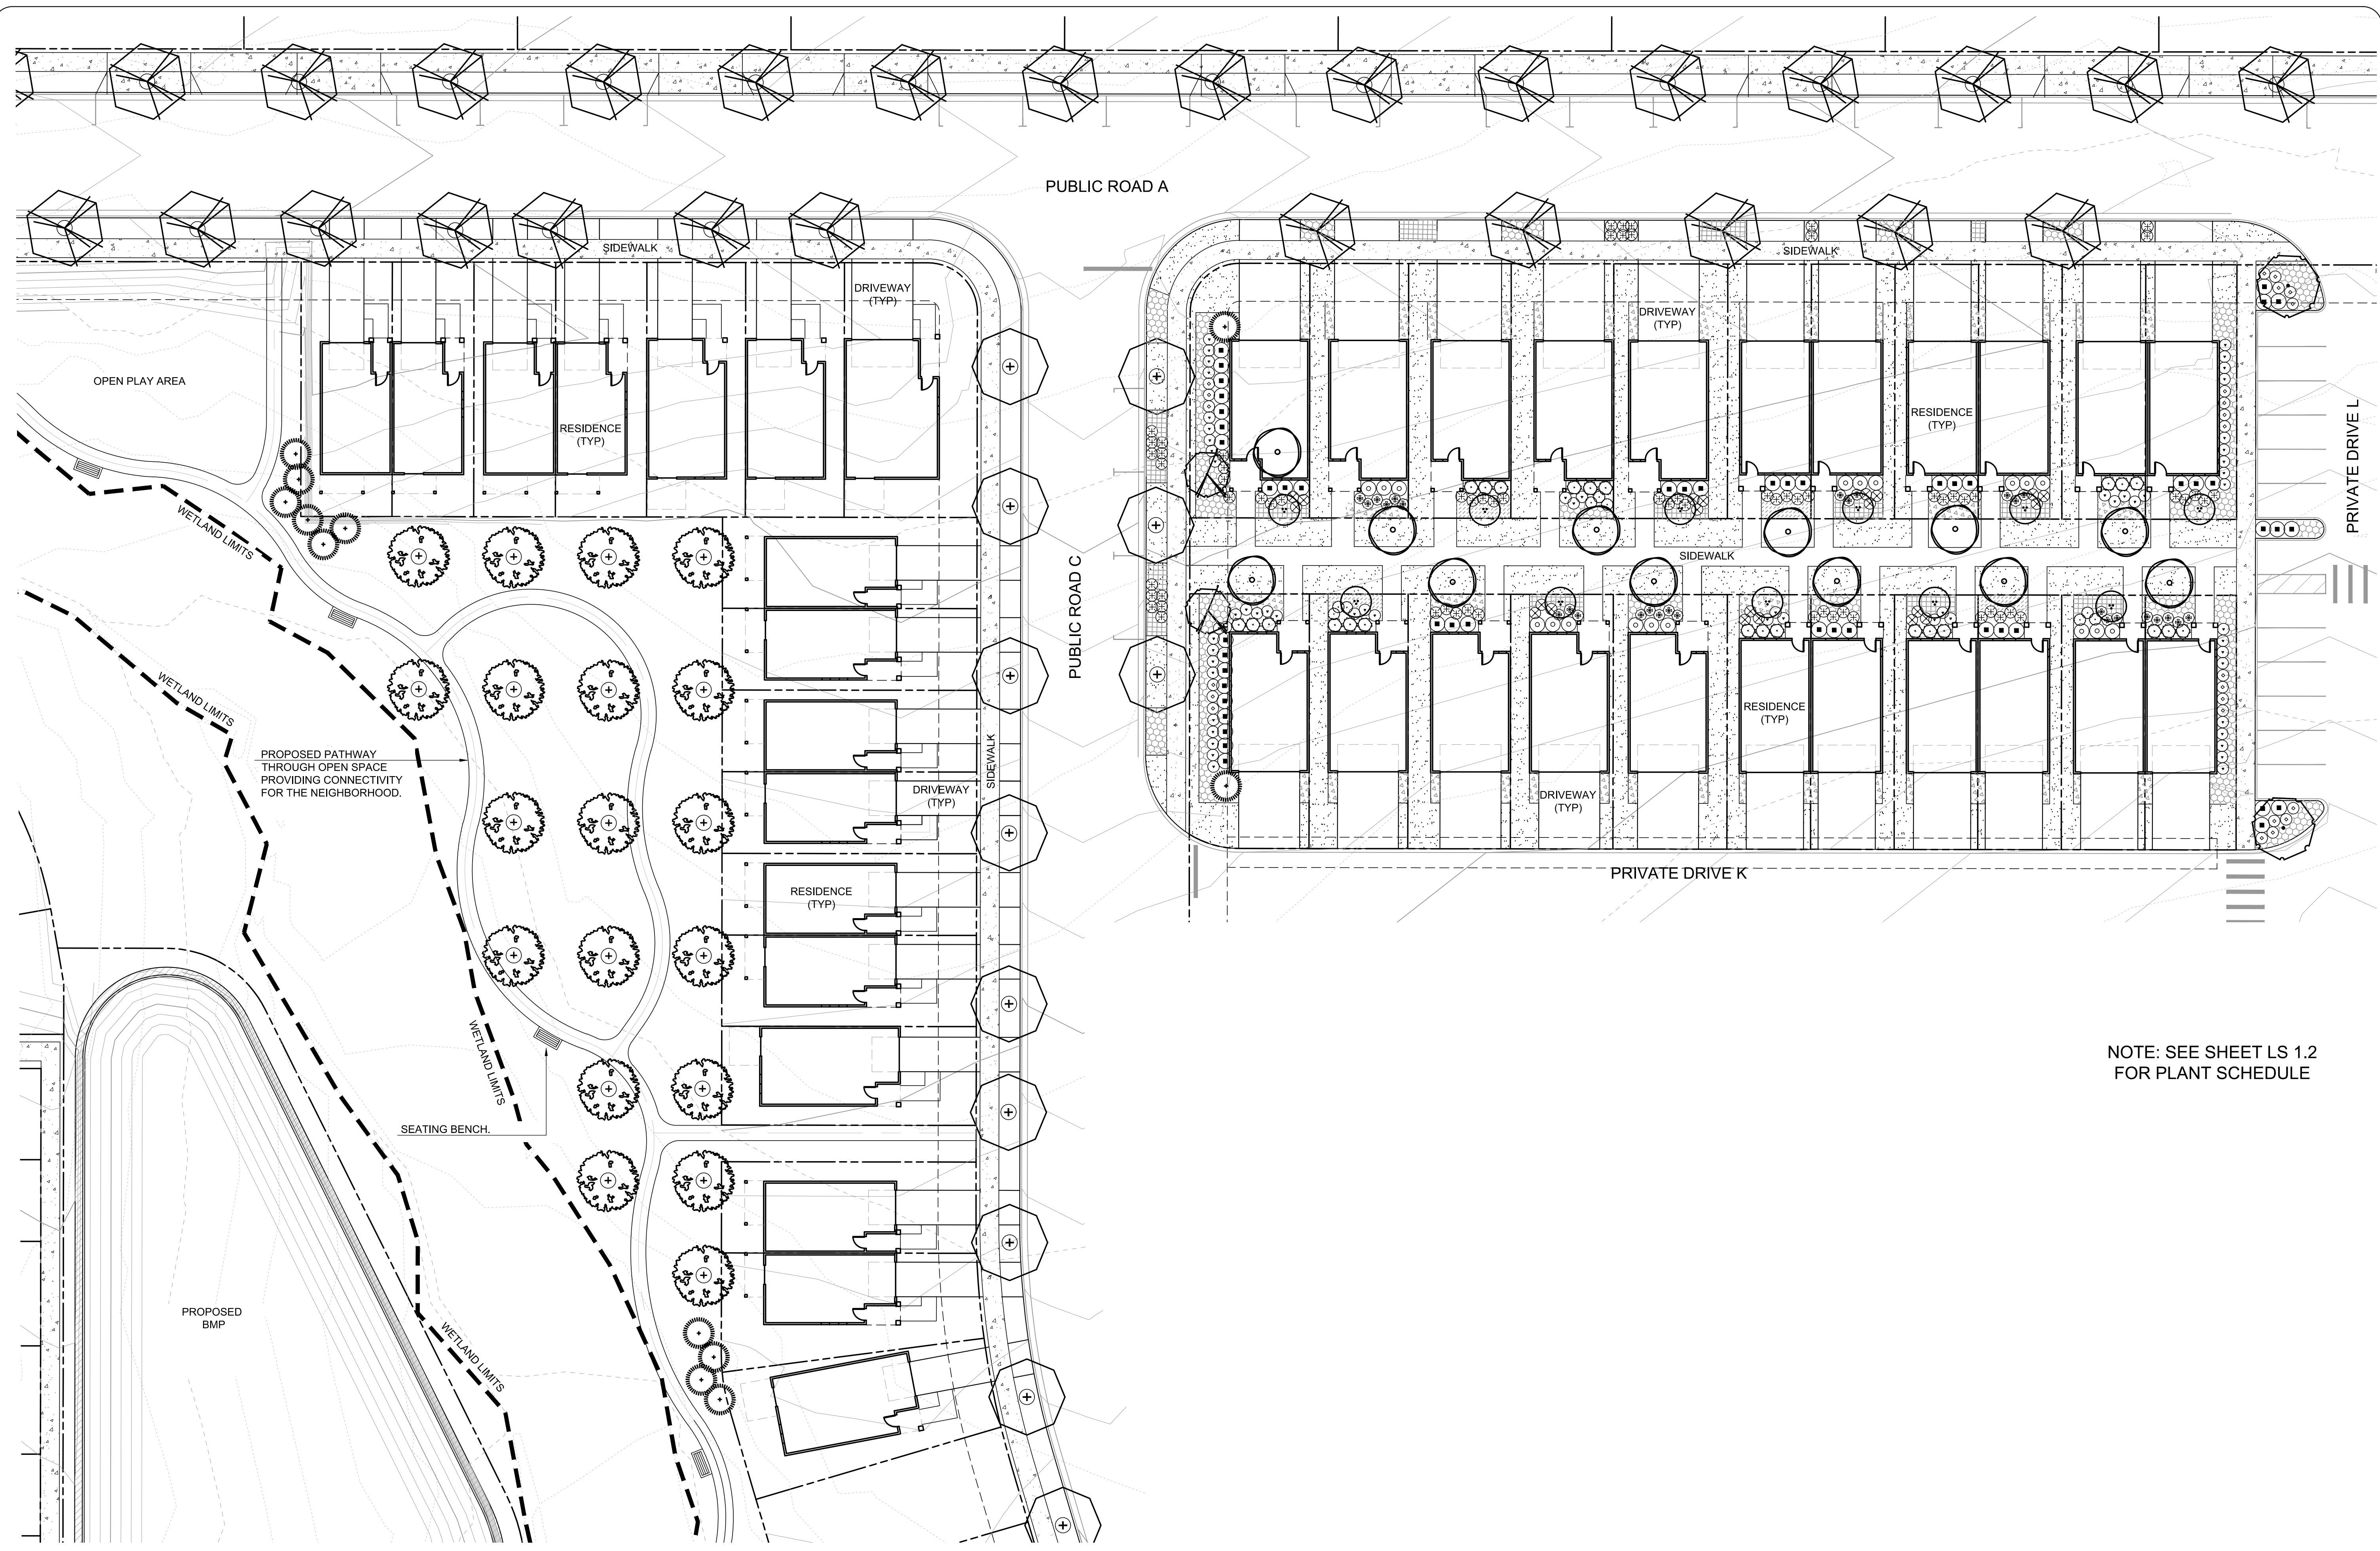 PUBLIC ROAD A
SIDEWALK
SIDEWALK
DRIVEWAY
(TYP)
DRIVEWAY
(TYP)
OPEN PLAY AREA
RESIDENCE
(TYP)
RESIDENCE
(TYP)
PRIVATE DRIVE L
WETLAND LIMITS
SIDEWALK
PUBLIC ROAD C
WETLAND LIMITS
RESIDENCE
(TYP)
PROPOSED PATHWAY
THROUGH OPEN SPACE
PROVIDING CONNECTIVITY
FOR THE NEIGHBORHOOD.
SIDEWALK
DRIVEWAY
(TYP)
DRIVEWAY
(TYP)
PRIVATE DRIVE K
RESIDENCE
(TYP)
WETLAND LIMITS
NOTE: SEE SHEET LS 1.2
FOR PLANT SCHEDULE
SEATING BENCH.
PROPOSED
BMP
WETLAND LIMITS